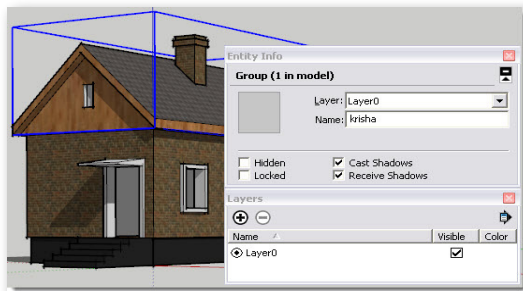 Entity Info
Group (1 in model)
Layer: Layer0
Name: krisha
Hidden Cast Shadows
Locked Receive Shadows
Layers
Name Visible Color
Layer0